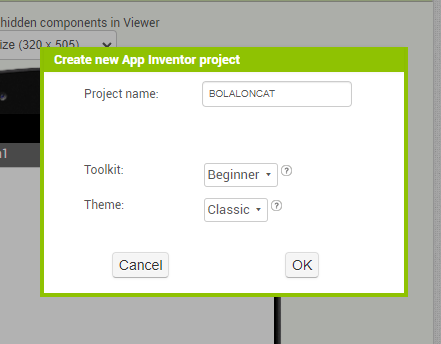 hidden components in Viewer
ize (320 x 505)
Create new App Inventor project
Project name:
BOLALONCAT
n1
Toolkit:
Beginner
?
Theme:
Classic
?
Cancel
OK